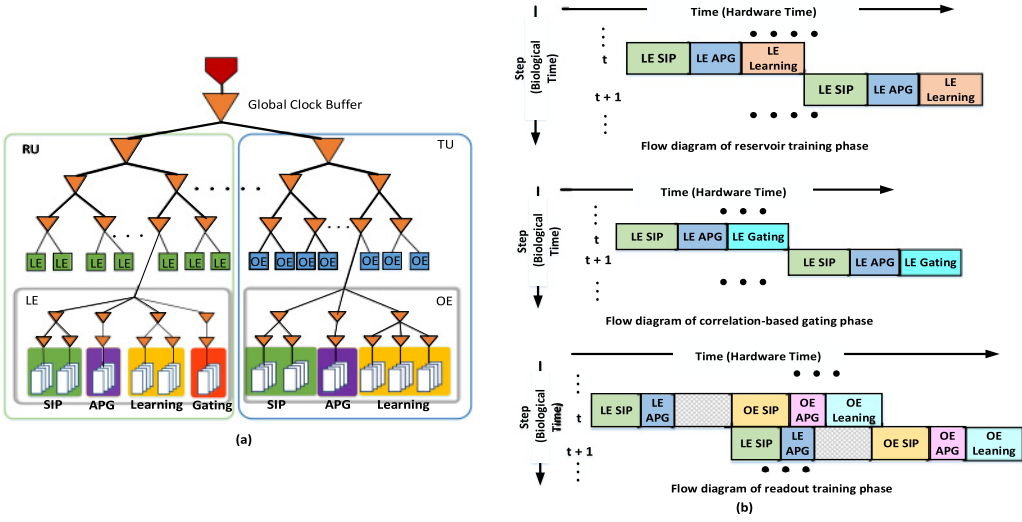 Global Clock Buffer
RU
TU
LE LE LE LE LE LE
OE OE OE OE OE OE OE
LE
OE
SIP APG Learning Gating
SIP APG Learning
(a)
Time (Hardware Time)
Step
(Biological Time)
t
LE SIP LE APG LE
Learning
t + 1
LE SIP LE APG LE
Learning
Flow diagram of reservoir training phase
Time (Hardware Time)
Step
(Biological Time)
t
LE SIP LE APG LE Gating
t + 1
LE SIP LE APG LE Gating
Flow diagram of correlation-based gating phase
Time (Hardware Time)
Step
(Biological Time)
t
LE SIP LE
APG OE SIP OE
APG OE
Leaning
t + 1
LE SIP LE
APG OE SIP OE
APG OE
Leaning
Flow diagram of readout training phase
(b)